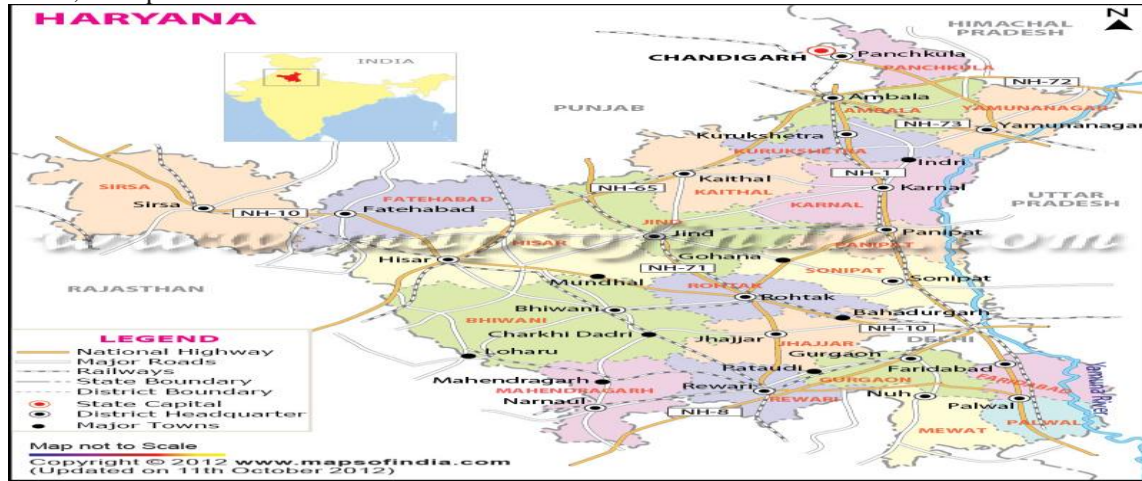 HARYANA
N
INDIA
HIMACHAL
PRADESH
CHANDIGARH
Panchkula
PANCHKULA
PUNJAB
NH-72
Ambala
AMBALA
YAMUNANAGAR
NH-73
Yamunanagar
Kurukshetra
KURUKSHETRA
Indri
NH-1
Kaithal
KAITHAL
Karnal
KARNAL
UTTAR
PRADESH
SIRSA
Sirsa
NH-10
FATEHABAD
Fatehabad
NH-65
JIND
Jind
Panipat
PANIPAT
www.mapsofindia.com
HISAR
Hisar
Gohana
SONIPAT
Sonipat
NH-71
Mundhal
RAJASTHAN
ROHTAK
Rohtak
Bhiwani
BHIWANI
Bahadurgarh
NH-10
DELHI
Charkhi Dadri
Jhajjar
JHAJJAR
Gurgaon
Loharu
Pataudi
GURGAON
Faridabad
FARIDABAD
Yamuna River
Mahendragarh
MAHENDRAGARH
Rewari
REWARI
Nuh
Narnaul
NH-8
Palwal
PALWAL
MEWAT
LEGEND
National Highway
Major Roads
Railways
State Boundary
District Boundary
State Capital
District Headquarter
Major Towns
Map not to Scale
Copyright © 2012 www.mapsofindia.com
(Updated on 11th October 2012)